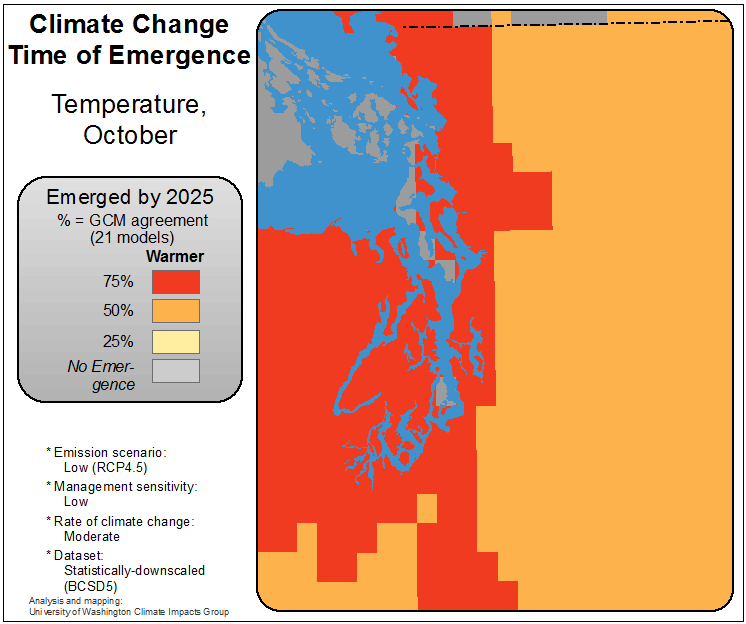 Climate Change
Time of Emergence
Temperature,
October
Emerged by 2025
% = GCM agreement
(21 models)
Warmer
75%
50%
25%
No Emer-
gence
* Emission scenario:
Low (RCP4.5)
* Management sensitivity:
Low
* Rate of climate change:
Moderate
* Dataset:
Statistically-downscaled
(BCSD5)
Analysis and mapping:
University of Washington Climate Impacts Group